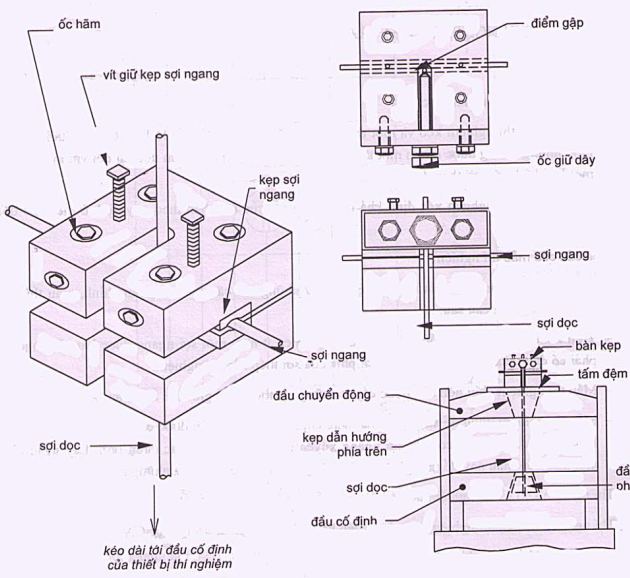 ốc hãm
vít giữ kẹp sợi ngang
kẹp sợi
ngang
sợi ngang
sợi dọc
kéo dài tới đầu cố định
của thiết bị thí nghiệm
điểm gập
ốc giữ dây
sợi ngang
sợi dọc
bàn kẹp
tấm đệm
đầu chuyển động
kẹp dẫn hướng
phía trên
sợi dọc
đầu cố định